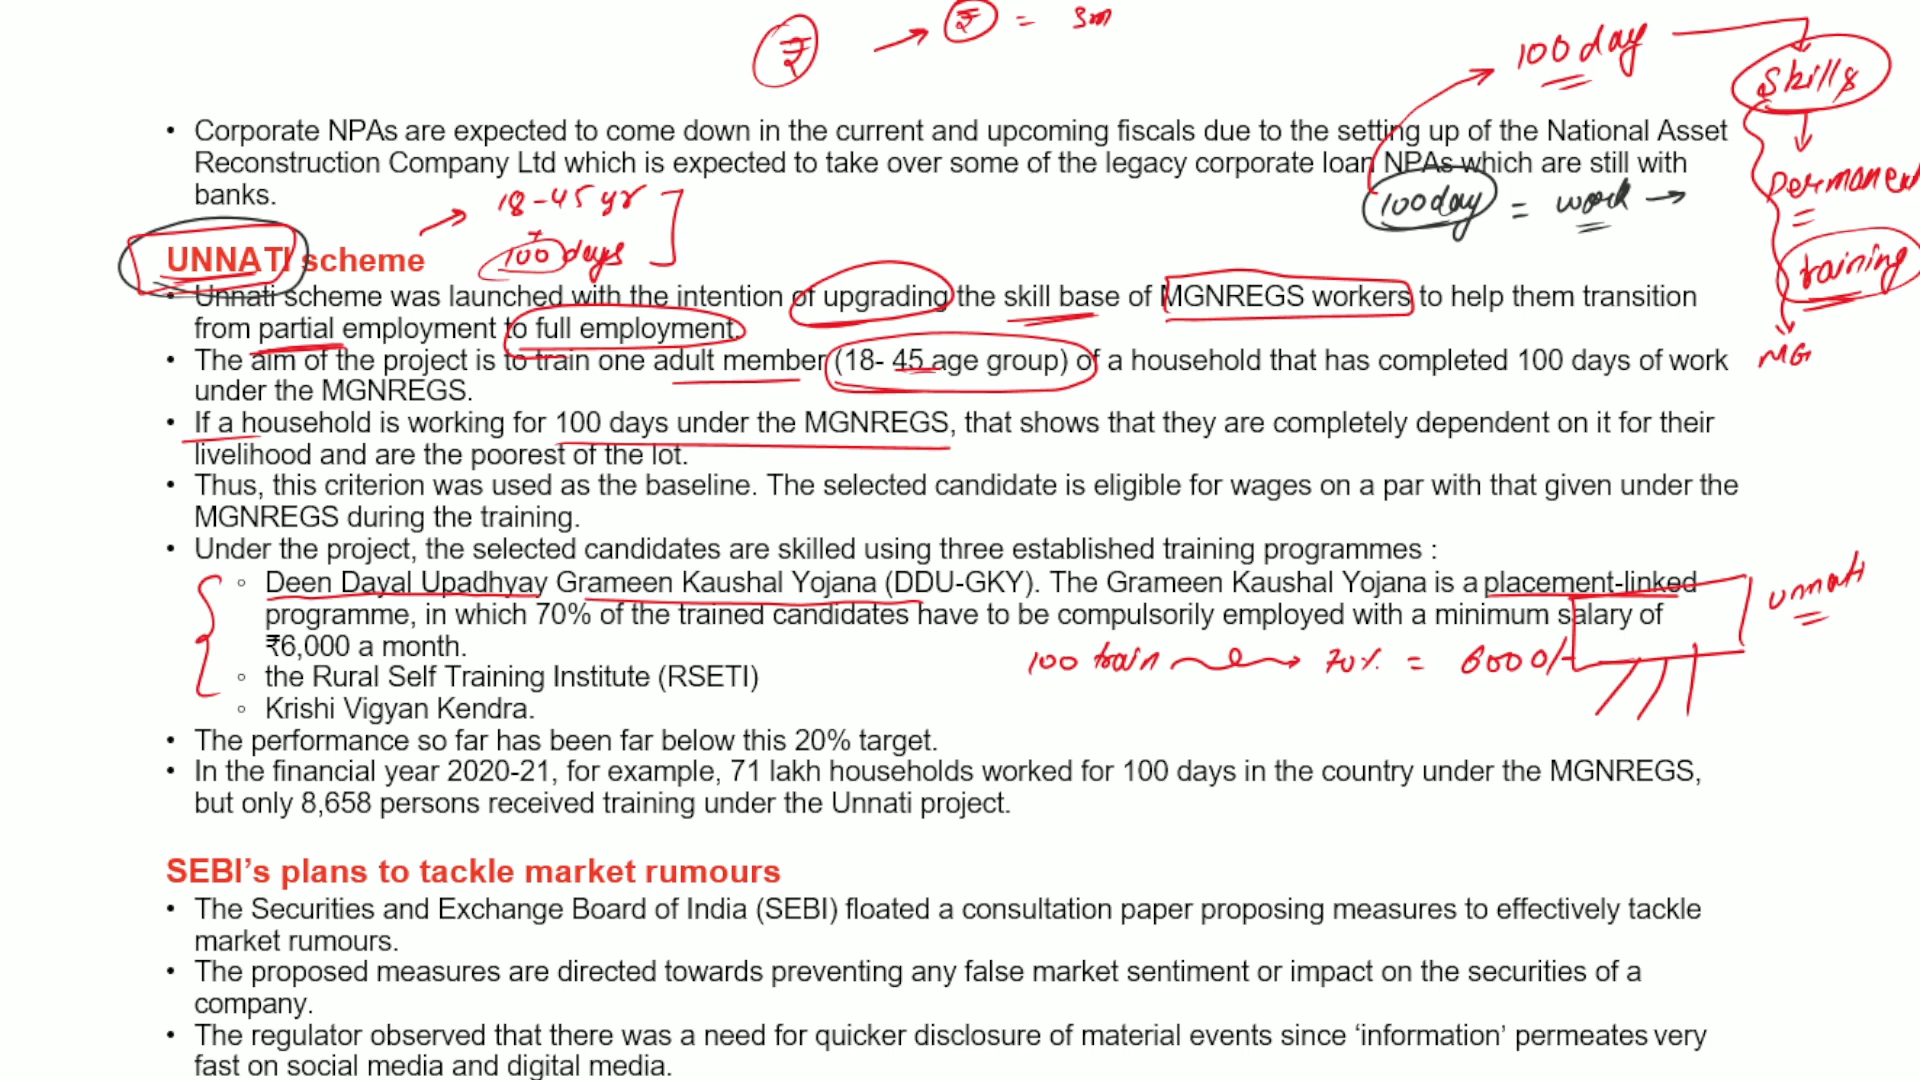 ₹ → ₹ = 3m
100 day
Skills
• Corporate NPAs are expected to come down in the current and upcoming fiscals due to the setting up of the National Asset
Reconstruction Company Ltd which is expected to take over some of the legacy corporate loan NPAs which are still with
banks.
permanent
18-45 yr
100 day = work →
UNNATI scheme
+
100 days
training
• Unnati scheme was launched with the intention of upgrading the skill base of MGNREGS workers to help them transition
from partial employment to full employment.
MG
• The aim of the project is to train one adult member (18- 45 age group) of a household that has completed 100 days of work
under the MGNREGS.
• If a household is working for 100 days under the MGNREGS, that shows that they are completely dependent on it for their
livelihood and are the poorest of the lot.
• Thus, this criterion was used as the baseline. The selected candidate is eligible for wages on a par with that given under the
MGNREGS during the training.
• Under the project, the selected candidates are skilled using three established training programmes :
◦ Deen Dayal Upadhyay Grameen Kaushal Yojana (DDU-GKY). The Grameen Kaushal Yojana is a placement-linked
unnati
programme, in which 70% of the trained candidates have to be compulsorily employed with a minimum salary of
₹6,000 a month.
100 train → 70% = 6000/-
◦ the Rural Self Training Institute (RSETI)
◦ Krishi Vigyan Kendra.
• The performance so far has been far below this 20% target.
• In the financial year 2020-21, for example, 71 lakh households worked for 100 days in the country under the MGNREGS,
but only 8,658 persons received training under the Unnati project.
SEBI’s plans to tackle market rumours
• The Securities and Exchange Board of India (SEBI) floated a consultation paper proposing measures to effectively tackle
market rumours.
• The proposed measures are directed towards preventing any false market sentiment or impact on the securities of a
company.
• The regulator observed that there was a need for quicker disclosure of material events since ‘information’ permeates very
fast on social media and digital media.